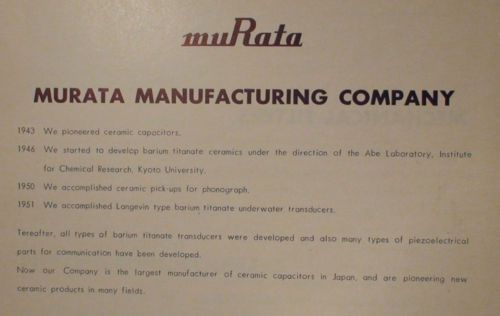 muRata
MURATA MANUFACTURING COMPANY
1943 We pioneered ceramic capacitors.
1946 We started to develop barium titanate ceramics under the direction of the Abe Laboratory, Institute
for Chemical Research, Kyoto University.
1950 We accomplished ceramic pick-ups for phonograph.
1951 We accomplished Langevin type barium titanate underwater transducers.
Tereafter, all types of barium titanate transducers were developed and also many types of piezoelectrical
parts for communication have been developed.
Now our Company is the largest manufacturer of ceramic capacitors in Japan, and are pioneering new
ceramic products in many fields.